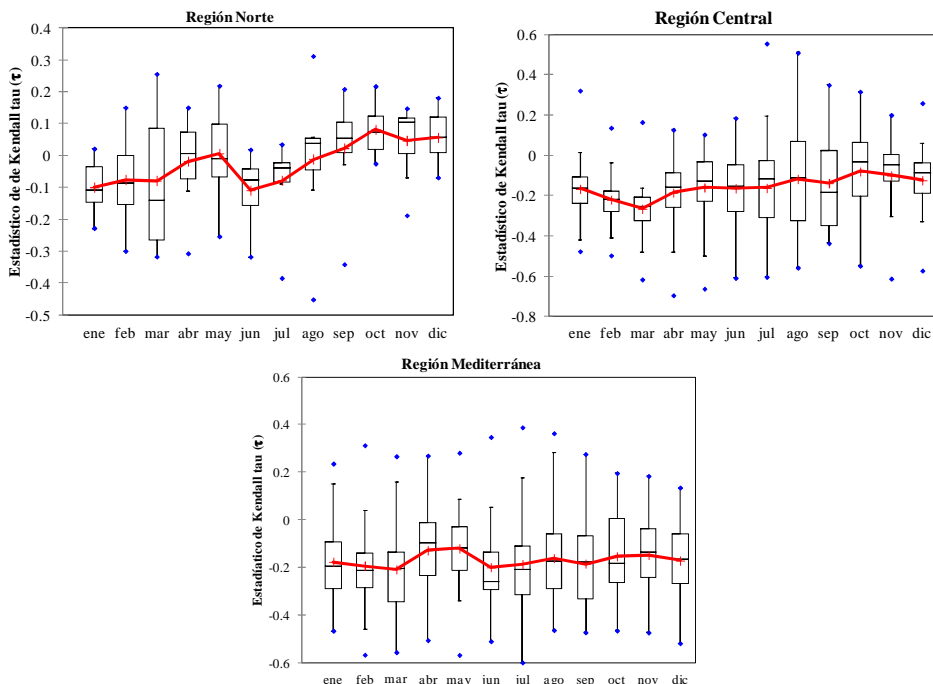 Región Norte
Estadístico de de Kendall tau (τ)
0.4
0.3
0.2
0.1
0
-0.1
-0.2
-0.3
-0.4
-0.5
ene feb mar abr may jun jul ago sep oct nov dic
Región Central
Estadístico de Kendall tau (τ)
0.6
0.4
0.2
0
-0.2
-0.4
-0.6
-0.8
ene feb mar abr may jun jul ago sep oct nov dic
Región Mediterránea
Estadíatico de Kendall tau (τ)
0.6
0.4
0.2
0
-0.2
-0.4
-0.6
ene feb mar abr may jun jul ago sep oct nov dic